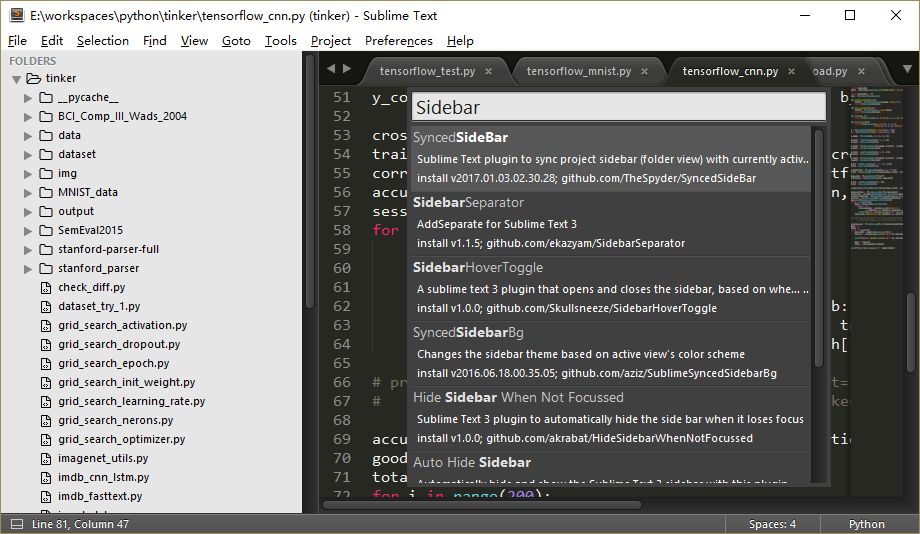 E:\workspaces\python\tinker\tensorflow_cnn.py (tinker) - Sublime Text
File Edit Selection Find View Goto Tools Project Preferences Help
FOLDERS
tinker
__pycache__
BCI_Comp_III_Wads_2004
data
dataset
img
MNIST_data
output
SemEval2015
stanford-parser-full
stanford_parser
check_diff.py
dataset_try_1.py
grid_search_activation.py
grid_search_dropout.py
grid_search_epoch.py
grid_search_init_weight.py
grid_search_learning_rate.py
grid_search_nerons.py
grid_search_optimizer.py
imagenet_utils.py
imdb_cnn_lstm.py
imdb_fasttext.py
tensorflow_test.py × tensorflow_mnist.py × tensorflow_cnn.py × oad.py ×
Sidebar
SyncedSideBar
Sublime Text plugin to sync project sidebar (folder view) with currently activ..
install v2017.01.03.02.30.28; github.com/TheSpyder/SyncedSideBar
SidebarSeparator
AddSeparate for Sublime Text 3
install v1.1.5; github.com/ekazyam/SidebarSeparator
SidebarHoverToggle
A sublime text 3 plugin that opens and closes the sidebar, based on whe... ..
install v1.0.0; github.com/Skullsneeze/SidebarHoverToggle
SyncedSidebarBg
Changes the sidebar theme based on active view's color scheme
install v2016.06.18.00.35.05; github.com/aziz/SublimeSyncedSidebarBg
Hide Sidebar When Not Focussed
Sublime Text 3 plugin to automatically hide the side bar when it loses focus
install v1.0.0; github.com/akrabat/HideSidebarWhenNotFocussed
Auto Hide Sidebar
Automatically hide and show the Sublime Text 3 sidebar with this plugin
51 y_co b
52
53 cros
54 trai cr
55 corr tf
56 accu n,
57 sess
58 for
59
60
61
62 b:
63 tr
64 h[
65
66 # pr t=
67 # ke
68
69 accu tio
70 good
71 tota
72 for i in range(200):
Line 81, Column 47 Spaces: 4 Python